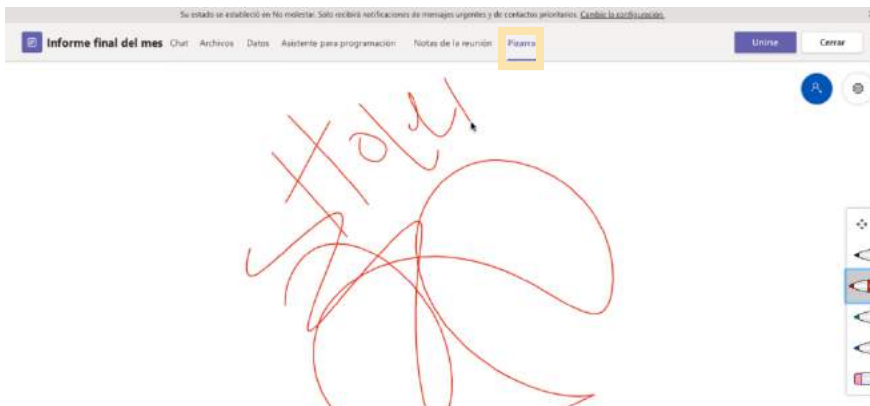 Su estado se estableció en No molestar. Solo recibirá notificaciones de mensajes urgentes y de contactos prioritarios. Cambie la configuración.
Informe final del mes Chat Archivos Datos Asistente para programación Notas de la reunión Pizarra Unirse Cerrar
Hola